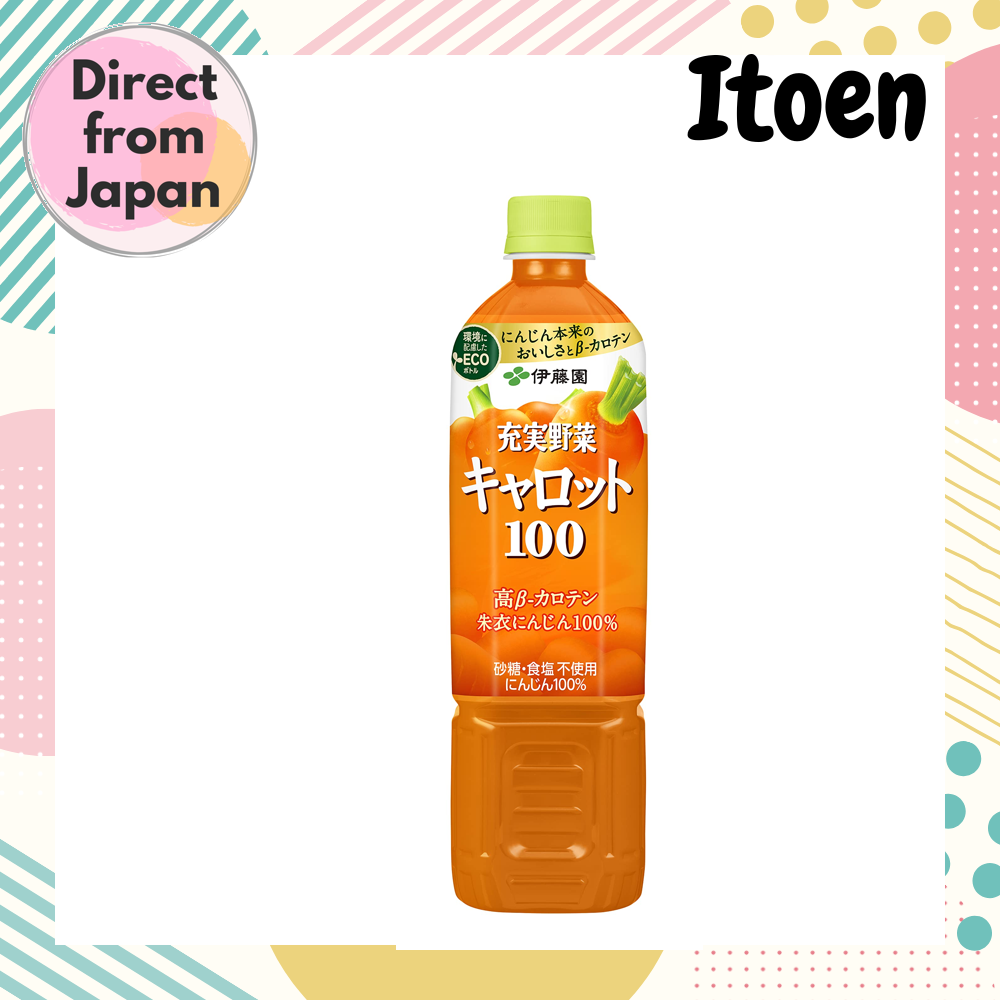 Direct
from
Japan
Itoen
環境に
配慮した
ECO
ボトル
にんじん本来の
おいしさとβ-カロテン
伊藤園
充実野菜
キャロット
100
高β-カロテン
朱衣にんじん100%
砂糖・食塩 不使用
にんじん100%